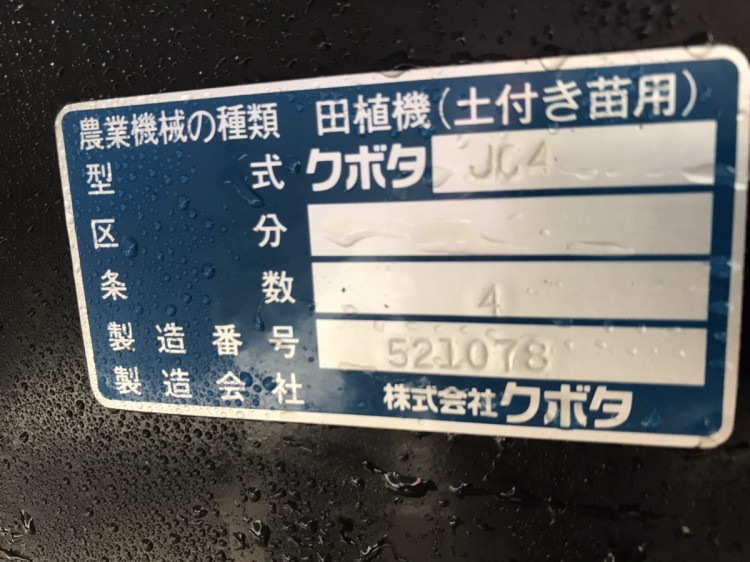 農業機械の種類 田植機(土付き苗用)
型式 クボタ JC4
区分
条数 4
製造番号 521078
製造会社 株式会社クボタ